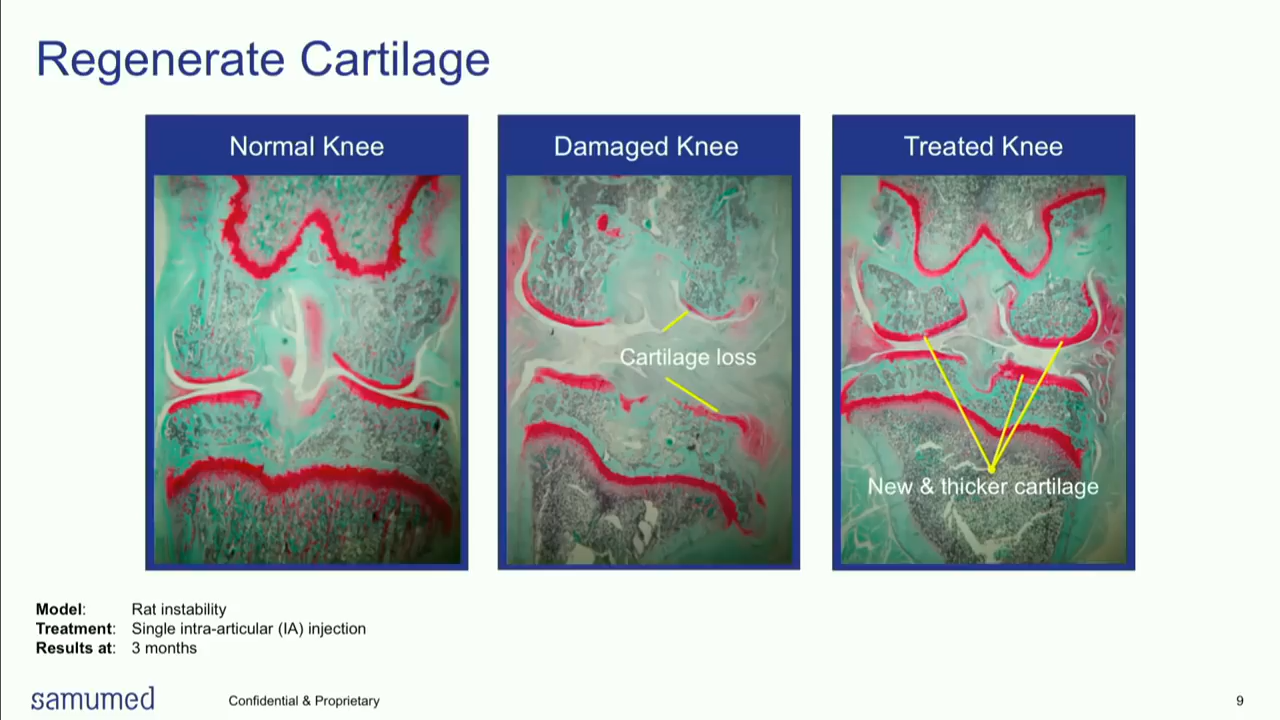 Regenerate Cartilage
Normal Knee
Damaged Knee
Treated Knee
Cartilage loss
New & thicker cartilage
Model: Rat instability
Treatment: Single intra-articular (IA) injection
Results at: 3 months
samumed
Confidential & Proprietary
9